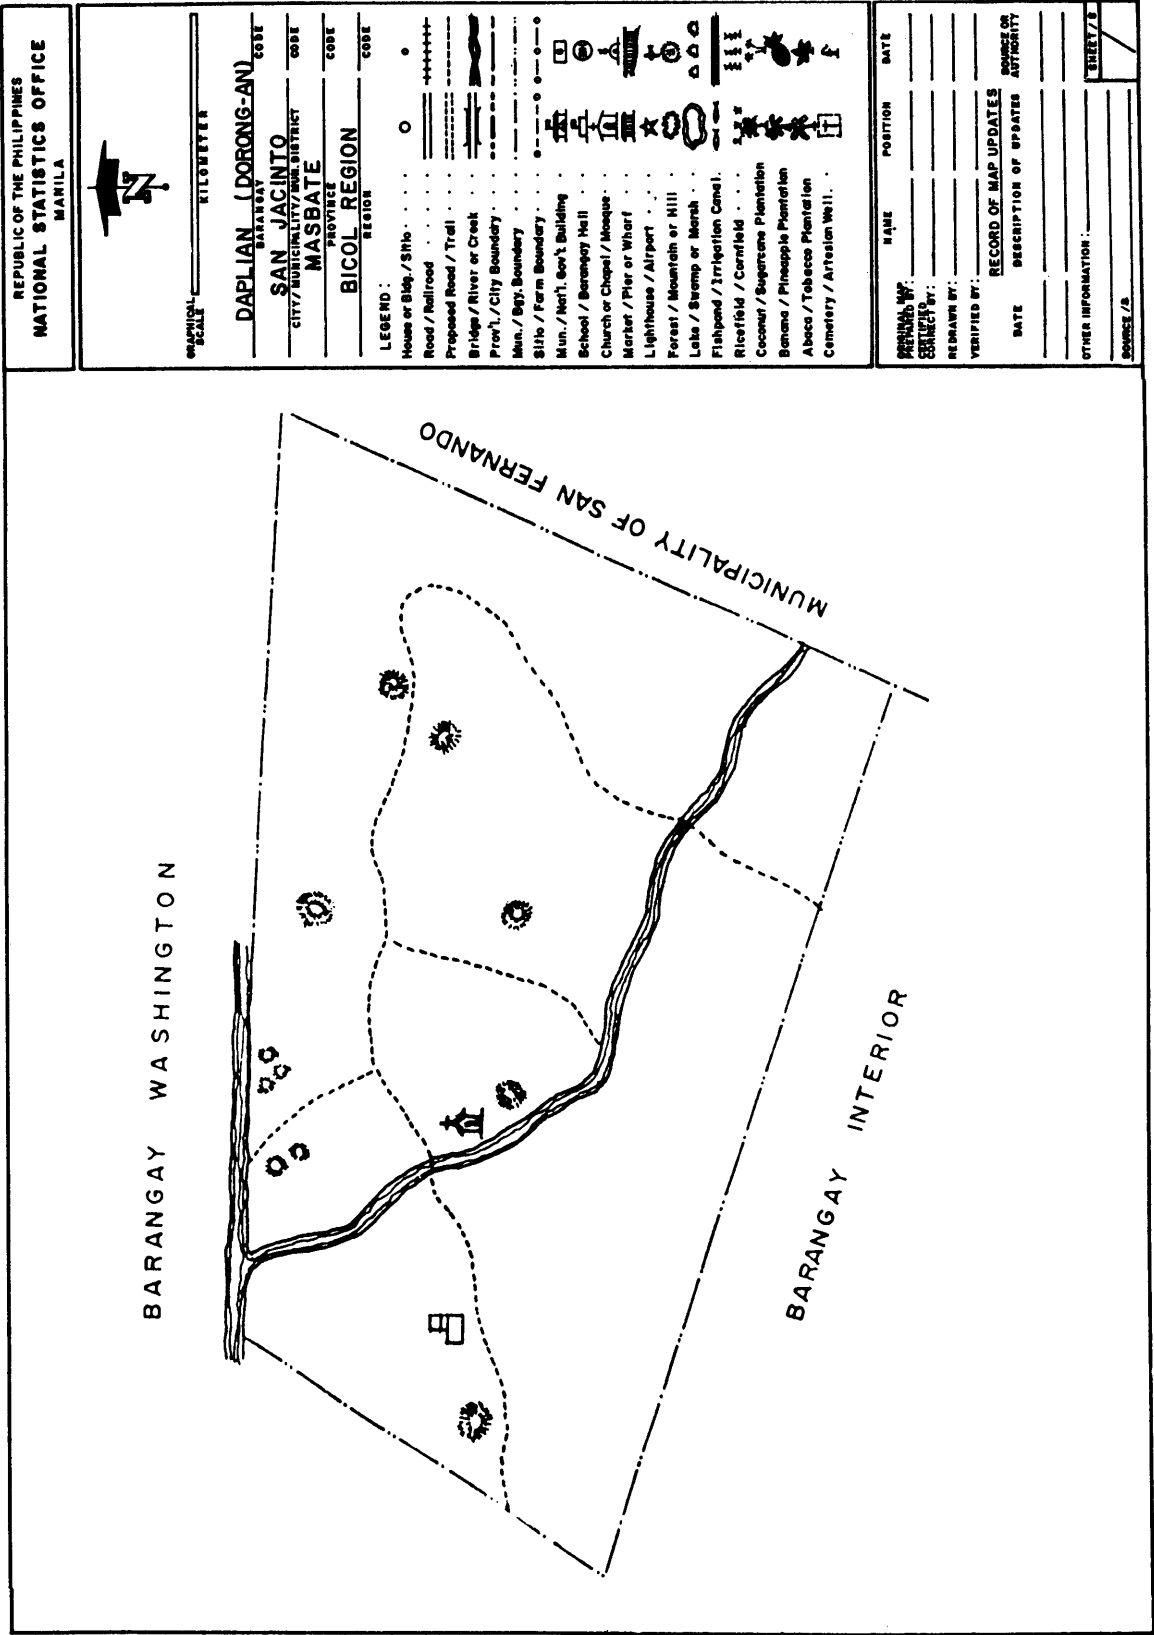 REPUBLIC OF THE PHILIPPINES
NATIONAL STATISTICS OFFICE
MANILA
N
GRAPHICAL SCALE
KILOMETER
DAPLIAN (DORONG-AN)
BARANGAY CODE
SAN JACINTO
CITY/MUNICIPALITY/MUN. DISTRICT CODE
MASBATE
PROVINCE CODE
BICOL REGION
REGION CODE
LEGEND:
House or Bldg. / Sitio
Road / Railroad
Proposed Road / Trail
Bridge / River or Creek
Prov'l. / City Boundary
Mun. / Bgy. Boundary
Sitio / Farm Boundary
Mun. / Nat'l. Gov't. Building
School / Barangay Hall
Church or Chapel / Mosque
Market / Pier or Wharf
Lighthouse / Airport
Forest / Mountain or Hill
Lake / Swamp or Marsh
Fishpond / Irrigation Canal
Ricefield / Cornfield
Coconut / Sugarcane Plantation
Banana / Pineapple Plantation
Abaca / Tobacco Plantation
Cemetery / Artesian Well
NAME POSITION DATE
ORIGINAL MAP PREPARED BY:
CERTIFIED CORRECT BY:
REDRAWN BY:
VERIFIED BY:
RECORD OF MAP UPDATES
DATE DESCRIPTION OF UPDATES SOURCE OR AUTHORITY
OTHER INFORMATION:
SOURCE/S
SHEET/S
BARANGAY WASHINGTON
MUNICIPALITY OF SAN FERNANDO
BARANGAY INTERIOR